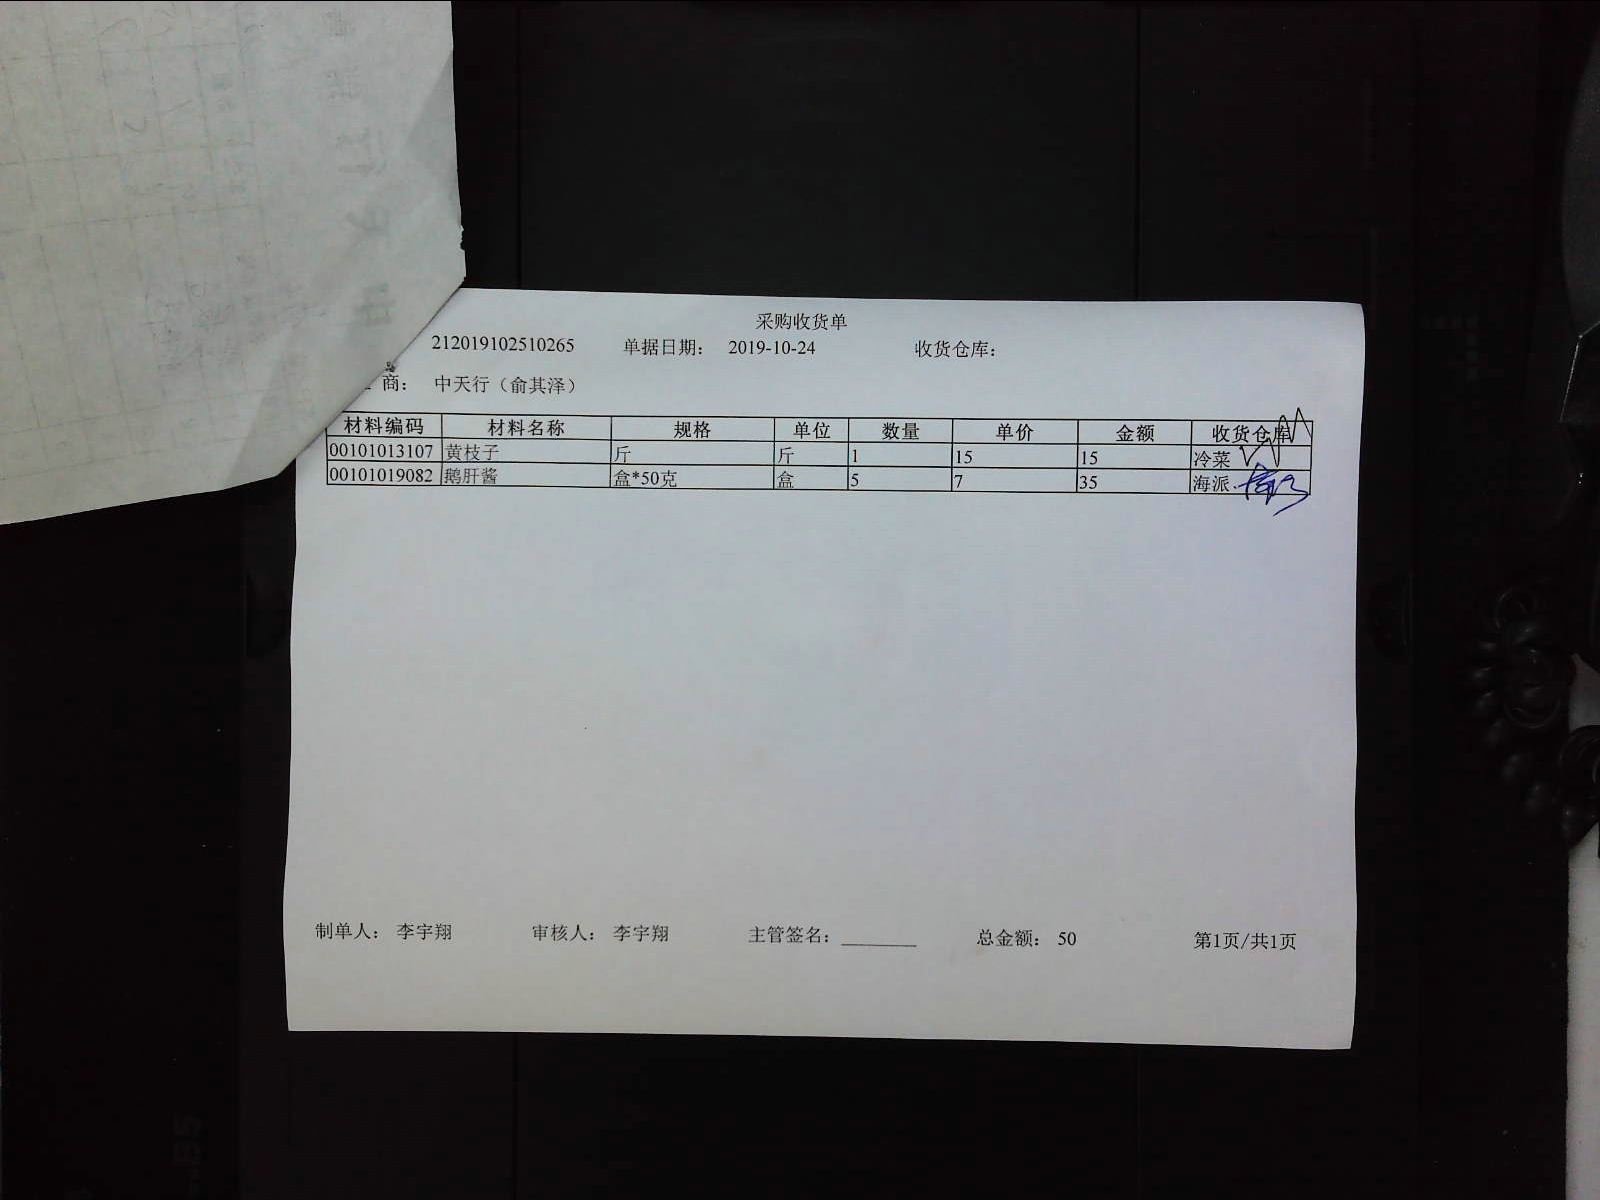 采购收货单
212019102510265 单据日期： 2019-10-24 收货仓库：
商： 中天行（俞其泽）
材料编码 材料名称 规格 单位 数量 单价 金额 收货仓库
00101013107 黄枝子 斤 斤 1 15 15 冷菜
00101019082 鹅肝酱 盒*50克 盒 5 7 35 海派
制单人： 李宇翔 审核人： 李宇翔 主管签名： 总金额： 50 第1页/共1页